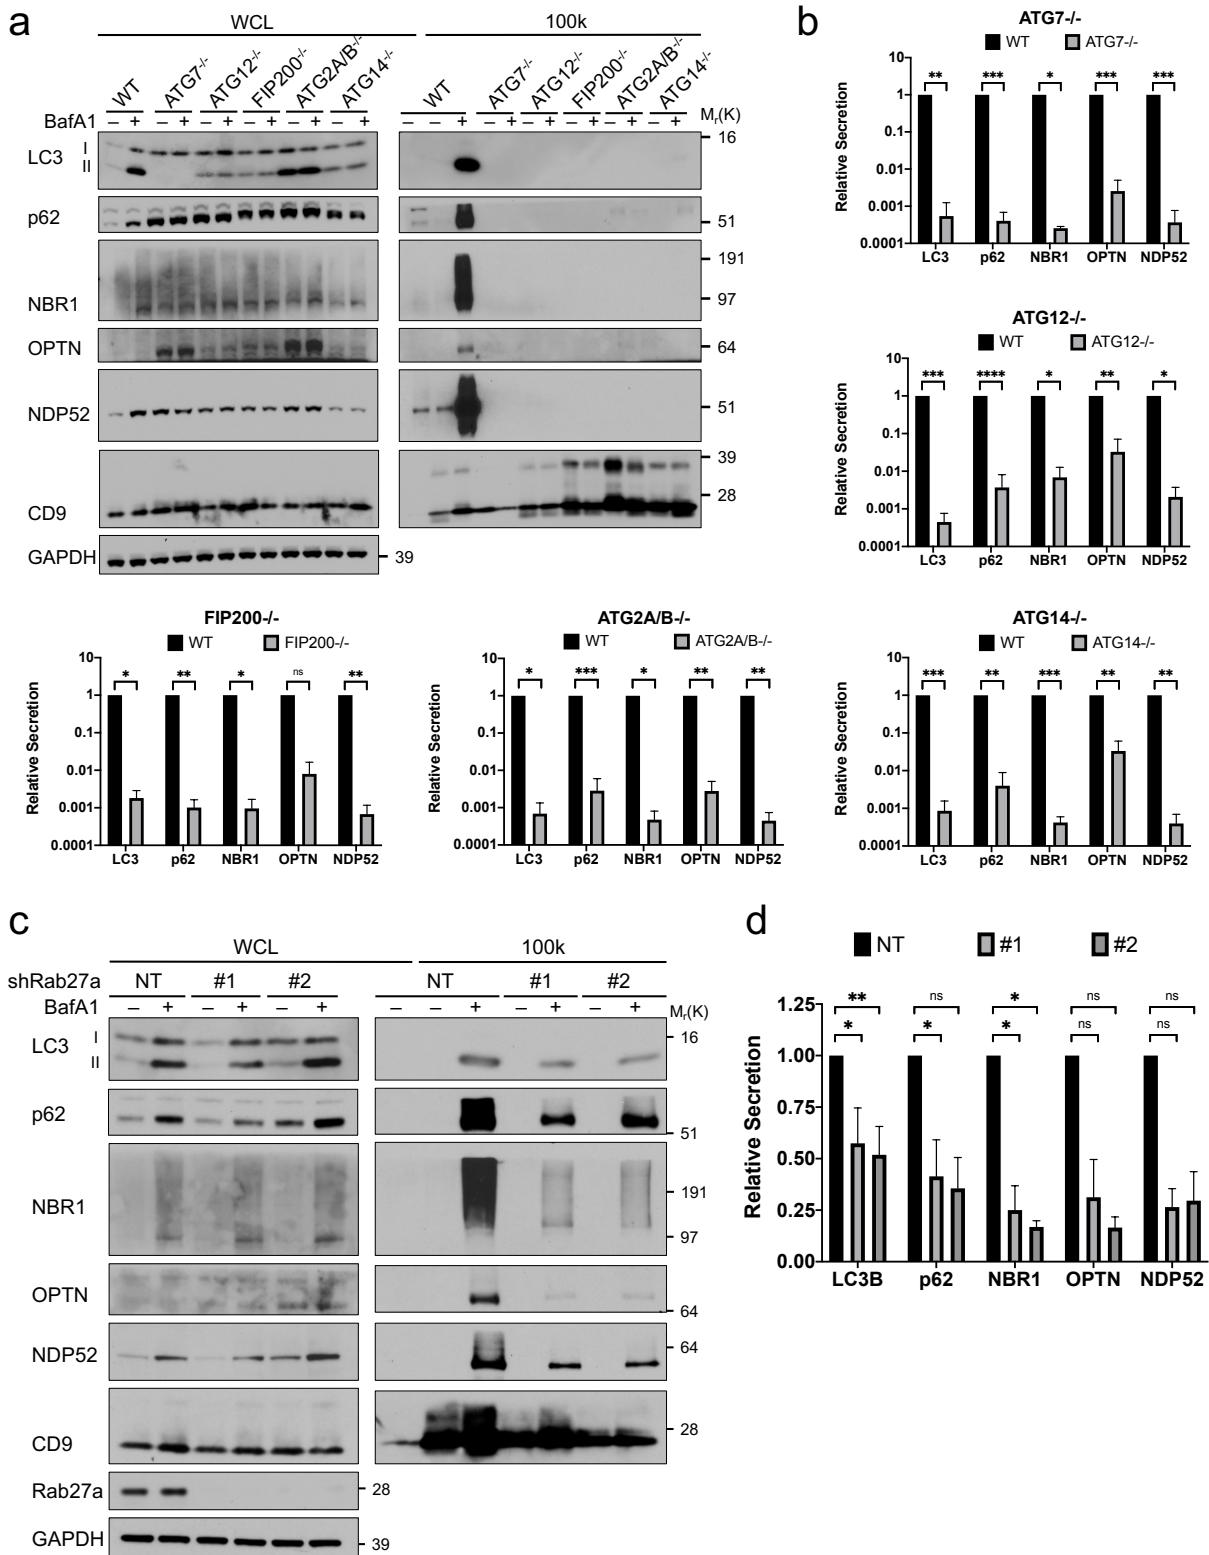 a
WCL
100k
WT
ATG7-/-
ATG12-/-
FIP200-/-
ATG2A/B-/-
ATG14-/-
WT
ATG7-/-
ATG12-/-
FIP200-/-
ATG2A/B-/-
ATG14-/-
BafA1 – + – + – + – + – + – +
– – + – + – + – + – + – +
Mr(K)
LC3
I
II
16
p62
51
NBR1
191
97
OPTN
64
NDP52
51
CD9
39
28
GAPDH
39
b
ATG7-/-
WT
ATG7-/-
Relative Secretion
10
1
0.1
0.01
0.001
0.0001
** *** * *** ***
LC3 p62 NBR1 OPTN NDP52
ATG12-/-
WT
ATG12-/-
Relative Secretion
10
1
0.1
0.01
0.001
0.0001
*** **** * ** *
LC3 p62 NBR1 OPTN NDP52
FIP200-/-
WT
FIP200-/-
Relative Secretion
10
1
0.1
0.01
0.001
0.0001
* ** * ns **
LC3 p62 NBR1 OPTN NDP52
ATG2A/B-/-
WT
ATG2A/B-/-
Relative Secretion
10
1
0.1
0.01
0.001
0.0001
* *** * ** **
LC3 p62 NBR1 OPTN NDP52
ATG14-/-
WT
ATG14-/-
Relative Secretion
10
1
0.1
0.01
0.001
0.0001
*** ** *** ** **
LC3 p62 NBR1 OPTN NDP52
c
WCL
100k
shRab27a NT #1 #2
NT #1 #2
BafA1 – + – + – +
– – + – + – +
Mr(K)
LC3
I
II
16
p62
51
NBR1
191
97
OPTN
64
NDP52
64
CD9
28
Rab27a
28
GAPDH
39
d
NT
#1
#2
Relative Secretion
1.25
1.00
0.75
0.50
0.25
0.00
** ns * ns ns
* * * ns ns
LC3B p62 NBR1 OPTN NDP52